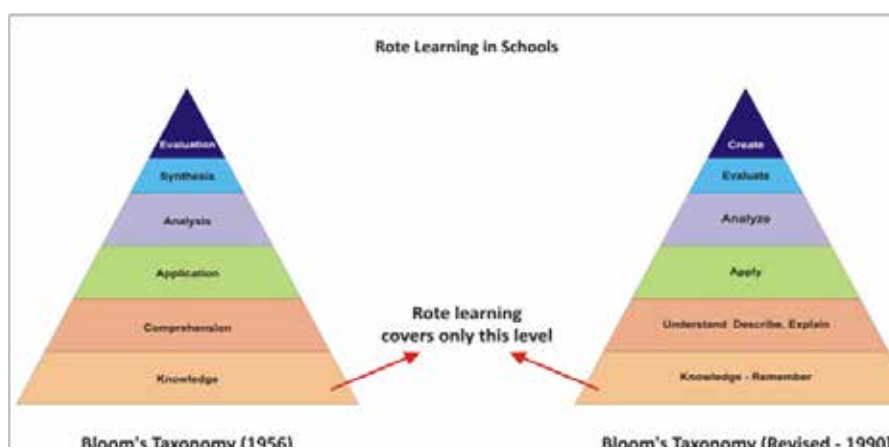 Rote Learning in Schools
Evaluation
Synthesis
Analysis
Application
Comprehension
Knowledge
Bloom's Taxonomy (1956)
Rote learning
covers only this level
Create
Evaluate
Analyze
Apply
Understand Describe, Explain
Knowledge - Remember
Bloom's Taxonomy (Revised - 1990)